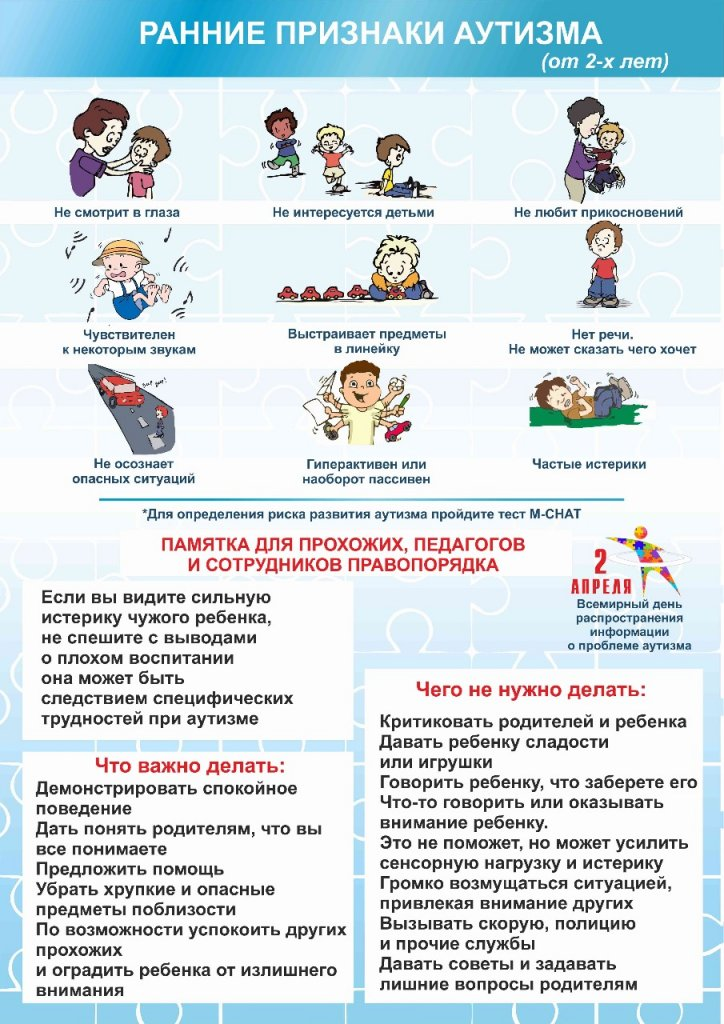 РАННИЕ ПРИЗНАКИ АУТИЗМА
(от 2-х лет)
Не смотрит в глаза
Не интересуется детьми
Не любит прикосновений
Чувствителен
к некоторым звукам
Выстраивает предметы
в линейку
Нет речи.
Не может сказать чего хочет
Не осознает
опасных ситуаций
Гиперактивен или
наоборот пассивен
Частые истерики
*Для определения риска развития аутизма пройдите тест M-CHAT
ПАМЯТКА ДЛЯ ПРОХОЖИХ, ПЕДАГОГОВ
И СОТРУДНИКОВ ПРАВОПОРЯДКА
2
АПРЕЛЯ
Всемирный день
распространения
информации
о проблеме аутизма
Если вы видите сильную
истерику чужого ребенка,
не спешите с выводами
о плохом воспитании
она может быть
следствием специфических
трудностей при аутизме
Что важно делать:
Демонстрировать спокойное
поведение
Дать понять родителям, что вы
все понимаете
Предложить помощь
Убрать хрупкие и опасные
предметы поблизости
По возможности успокоить других
прохожих
и оградить ребенка от излишнего
внимания
Чего не нужно делать:
Критиковать родителей и ребенка
Давать ребенку сладости
или игрушки
Говорить ребенку, что заберете его
Что-то говорить или оказывать
внимание ребенку.
Это не поможет, но может усилить
сенсорную нагрузку и истерику
Громко возмущаться ситуацией,
привлекая внимание других
Вызывать скорую, полицию
и прочие службы
Давать советы и задавать
лишние вопросы родителям